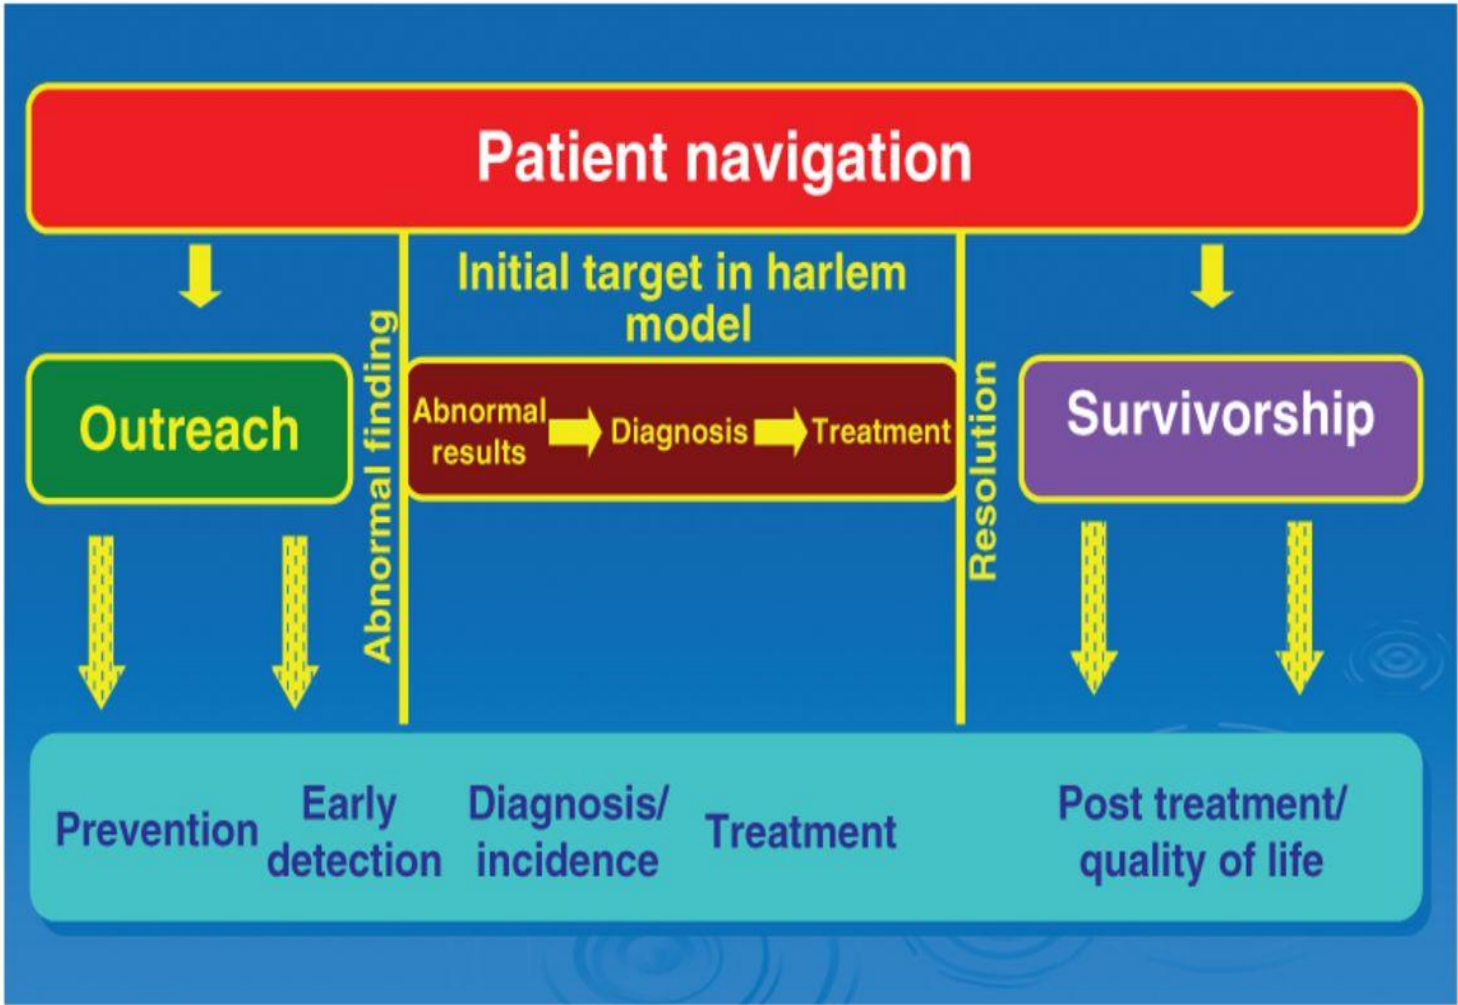 Patient navigation
Initial target in harlem
model
Outreach
Abnormal finding
Abnormal
results
Diagnosis
Treatment
Resolution
Survivorship
Prevention
Early
detection
Diagnosis/
incidence
Treatment
Post treatment/
quality of life